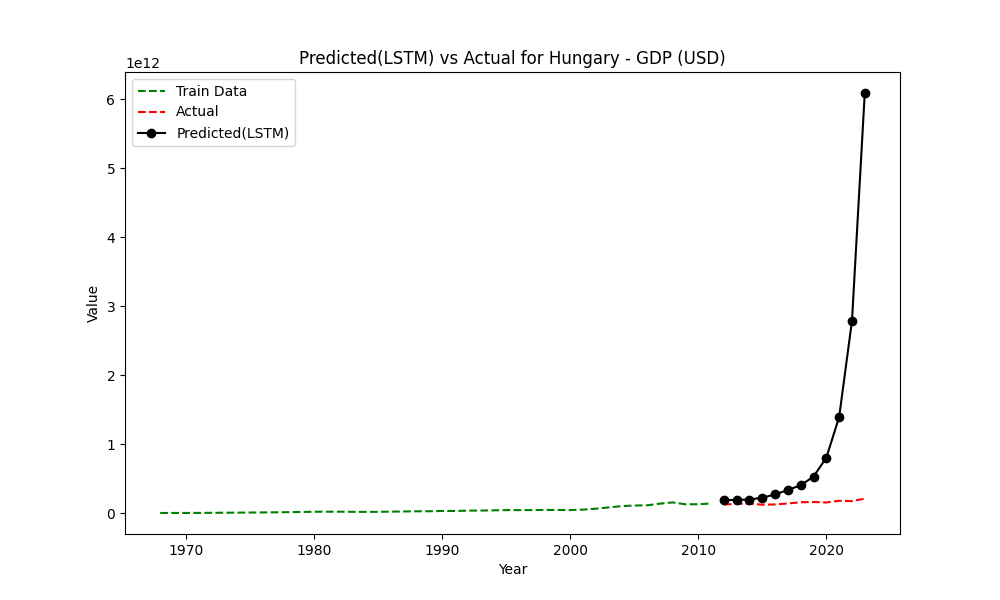 Predicted(LSTM) vs Actual for Hungary - GDP (USD)
1e12
Train Data
Actual
Predicted(LSTM)
6
5
4
3
2
1
0
Value
1970 1980 1990 2000 2010 2020
Year